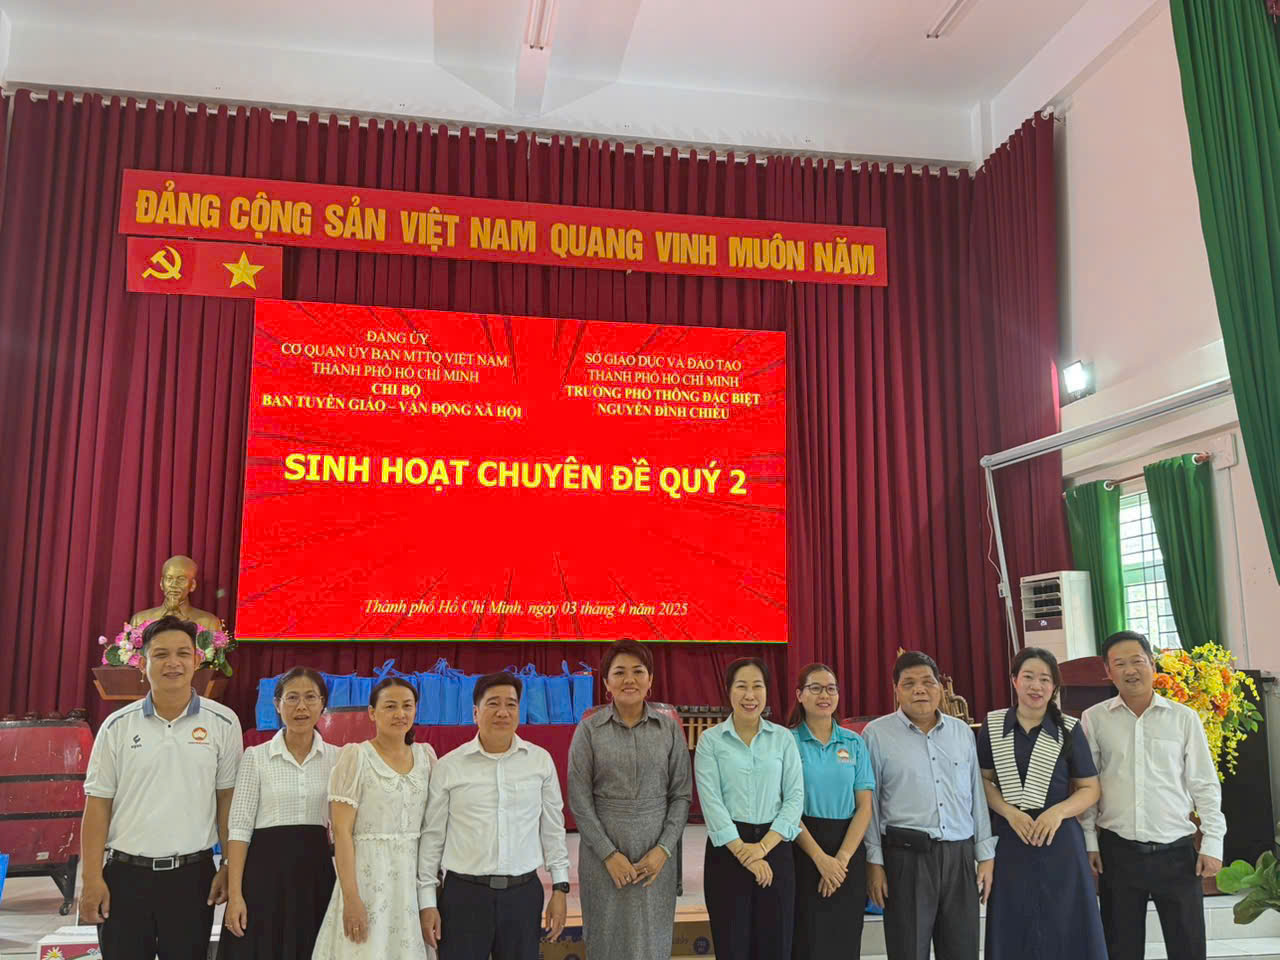 ĐẢNG CỘNG SẢN VIỆT NAM QUANG VINH MUÔN NĂM
ĐẢNG ỦY
CƠ QUAN ỦY BAN MTTQ VIỆT NAM
THÀNH PHỐ HỒ CHÍ MINH
CHI BỘ
BAN TUYÊN GIÁO – VẬN ĐỘNG XÃ HỘI
SỞ GIÁO DỤC VÀ ĐÀO TẠO
THÀNH PHỐ HỒ CHÍ MINH
TRƯỜNG PHỔ THÔNG ĐẶC BIỆT
NGUYỄN ĐÌNH CHIỂU
SINH HOẠT CHUYÊN ĐỀ QUÝ 2
Thành phố Hồ Chí Minh, ngày 03 tháng 4 năm 2025